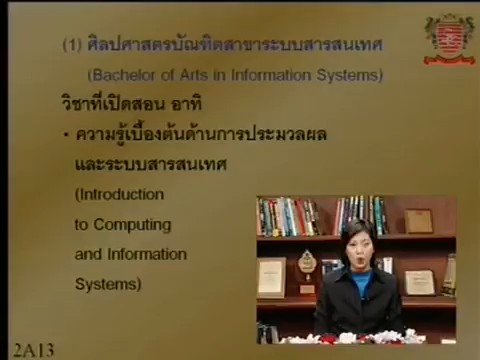 (1) ศิลปศาสตรบัณฑิตสาขาระบบสารสนเทศ
(Bachelor of Arts in Information Systems)
วิชาที่เปิดสอน อาทิ
• ความรู้เบื้องต้นด้านการประมวลผล
และระบบสารสนเทศ
(Introduction
to Computing
and Information
Systems)
2A13